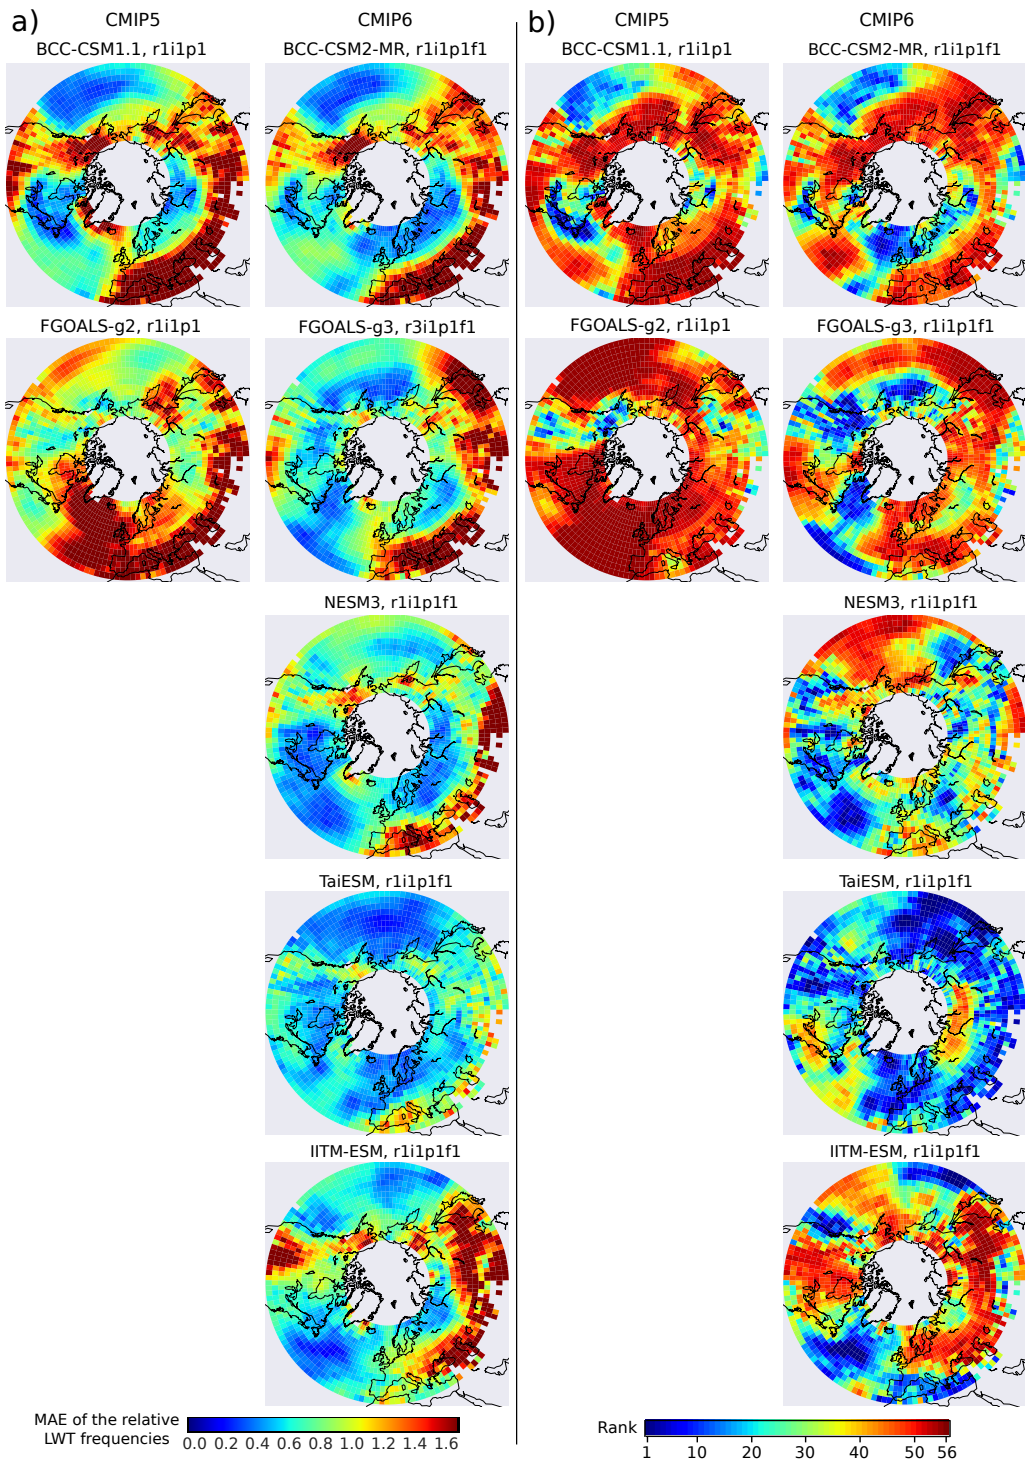 a)
CMIP5
CMIP6
b)
CMIP5
CMIP6
BCC-CSM1.1, r1i1p1
BCC-CSM2-MR, r1i1p1f1
BCC-CSM1.1, r1i1p1
BCC-CSM2-MR, r1i1p1f1
FGOALS-g2, r1i1p1
FGOALS-g3, r3i1p1f1
FGOALS-g2, r1i1p1
FGOALS-g3, r1i1p1f1
NESM3, r1i1p1f1
NESM3, r1i1p1f1
TaiESM, r1i1p1f1
TaiESM, r1i1p1f1
IITM-ESM, r1i1p1f1
IITM-ESM, r1i1p1f1
MAE of the relative
LWT frequencies
0.0 0.2 0.4 0.6 0.8 1.0 1.2 1.4 1.6
Rank
1 10 20 30 40 50 56